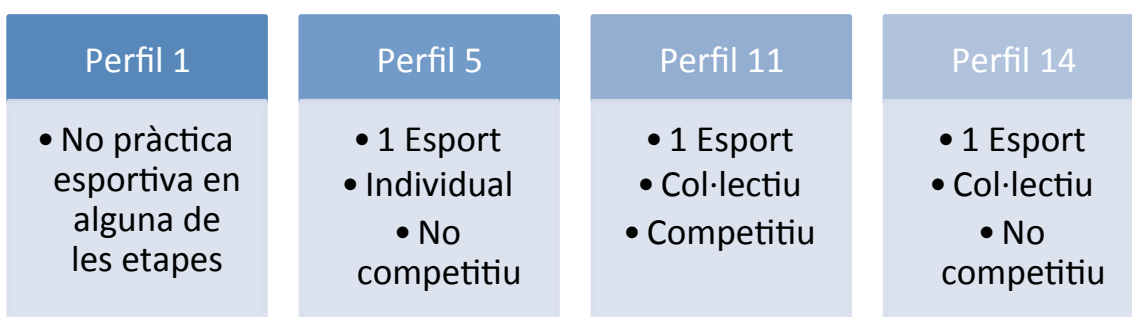 Perfil 1
• No pràctica
esportiva en
alguna de
les etapes
Perfil 5
• 1 Esport
• Individual
• No
competitiu
Perfil 11
• 1 Esport
• Col·lectiu
• Competitiu
Perfil 14
• 1 Esport
• Col·lectiu
• No
competitiu